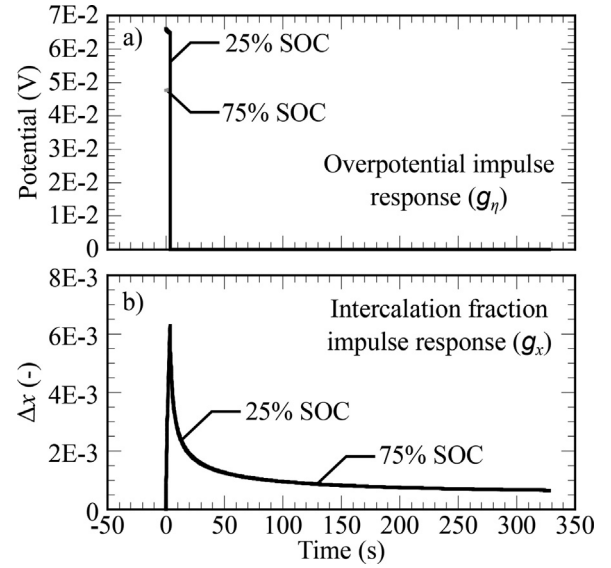 7E-2
a)
6E-2
25% SOC
5E-2
75% SOC
4E-2
3E-2
2E-2
1E-2
0
Potential (V)
Overpotential impulse
response (gη)
8E-3
b)
Intercalation fraction
impulse response (gx)
6E-3
4E-3
25% SOC
2E-3
75% SOC
0
Δx (-)
-50 0 50 100 150 200 250 300 350
Time (s)